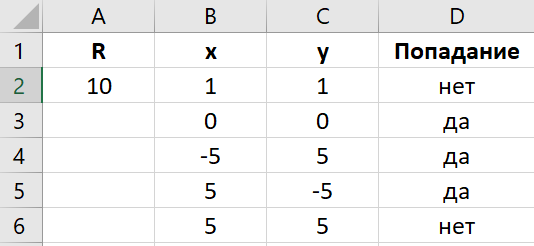 A B C D
1 R x y Попадание
2 10 1 1 нет
3 0 0 да
4 -5 5 да
5 5 -5 да
6 5 5 нет